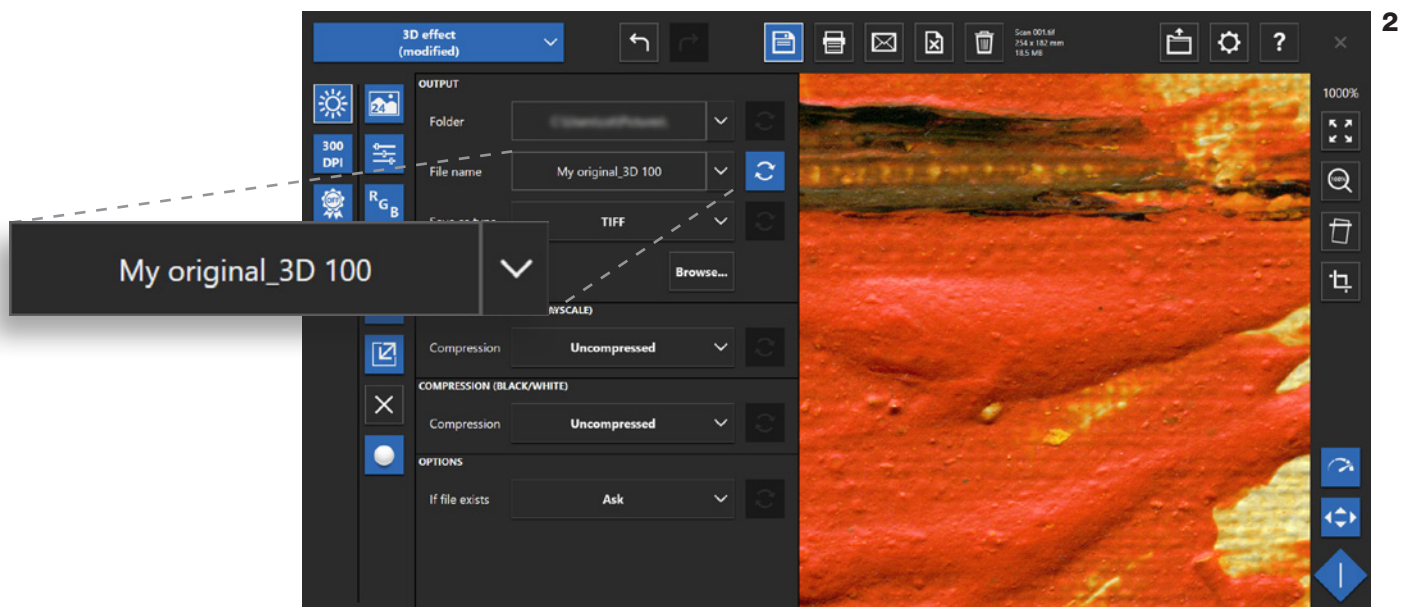 2
3D effect
(modified)
Scan 001.tif
254 x 182 mm
18.5 MB
?
1000%
OUTPUT
24
Folder
300
DPI
File name
My original_3D 100
OFF
RGB
TIFF
My original_3D 100
Browse...
Compression
Uncompressed
COMPRESSION (BLACK/WHITE)
Compression
Uncompressed
OPTIONS
If file exists
Ask